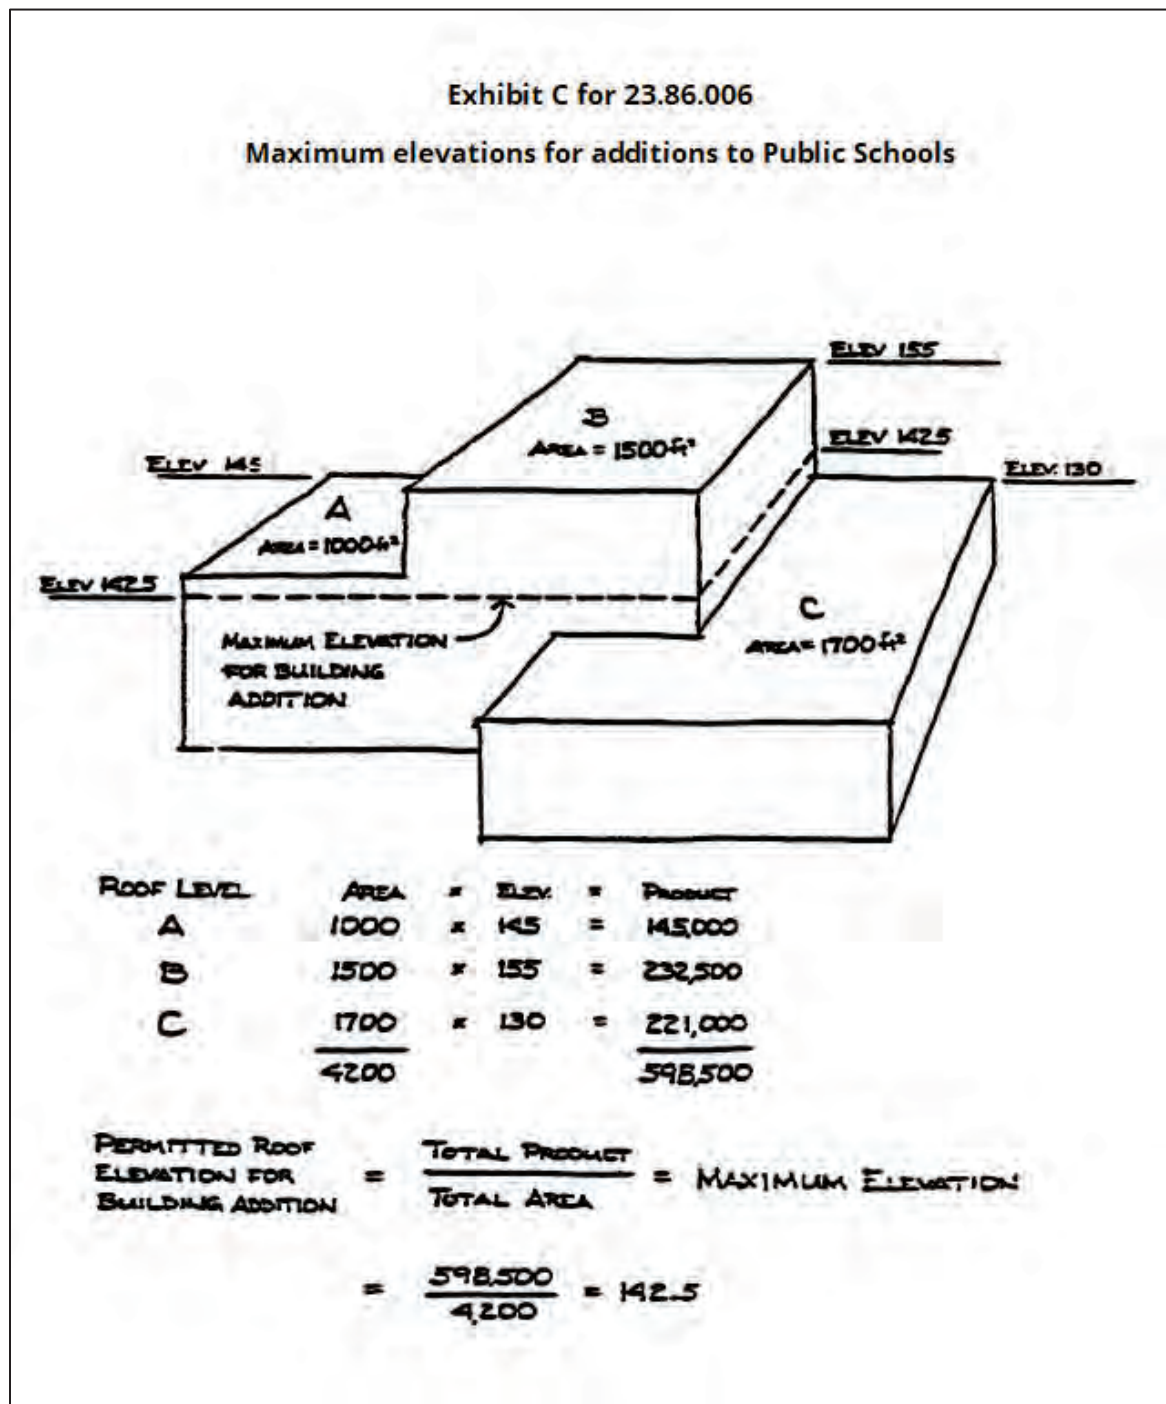 Exhibit C for 23.86.006
Maximum elevations for additions to Public Schools
ELEV 155
B
AREA = 1500 ft²
ELEV 142.5
ELEV 145
ELEV. 130
A
AREA = 1000 ft²
ELEV 142.5
C
AREA = 1700 ft²
MAXIMUM ELEVATION
FOR BUILDING
ADDITION
ROOF LEVEL AREA × ELEV. = PRODUCT
A 1000 × 145 = 145,000
B 1500 × 155 = 232,500
C 1700 × 130 = 221,000
4200 598,500
PERMITTED ROOF
ELEVATION FOR
BUILDING ADDITION
= TOTAL PRODUCT
TOTAL AREA
= MAXIMUM ELEVATION
= 598,500
4,200
= 142.5